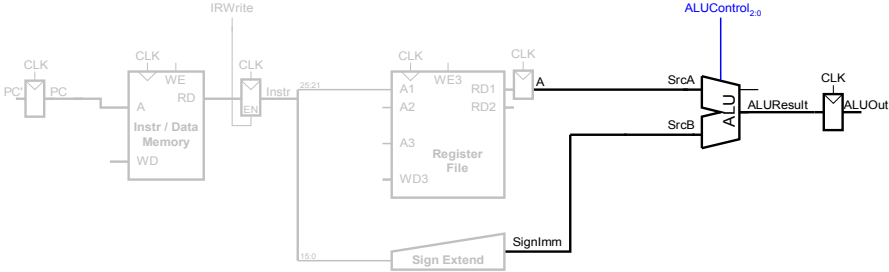 IRWrite
ALUControl2:0
CLK
CLK
CLK
CLK
CLK
CLK
PC'
PC
WE
A
RD
EN
Instr / Data
Memory
WD
Instr
25:21
WE3
A1
RD1
A2
RD2
A3
WD3
Register
File
A
SrcA
SrcB
ALU
ALUResult
ALUOut
SignImm
15:0
Sign Extend